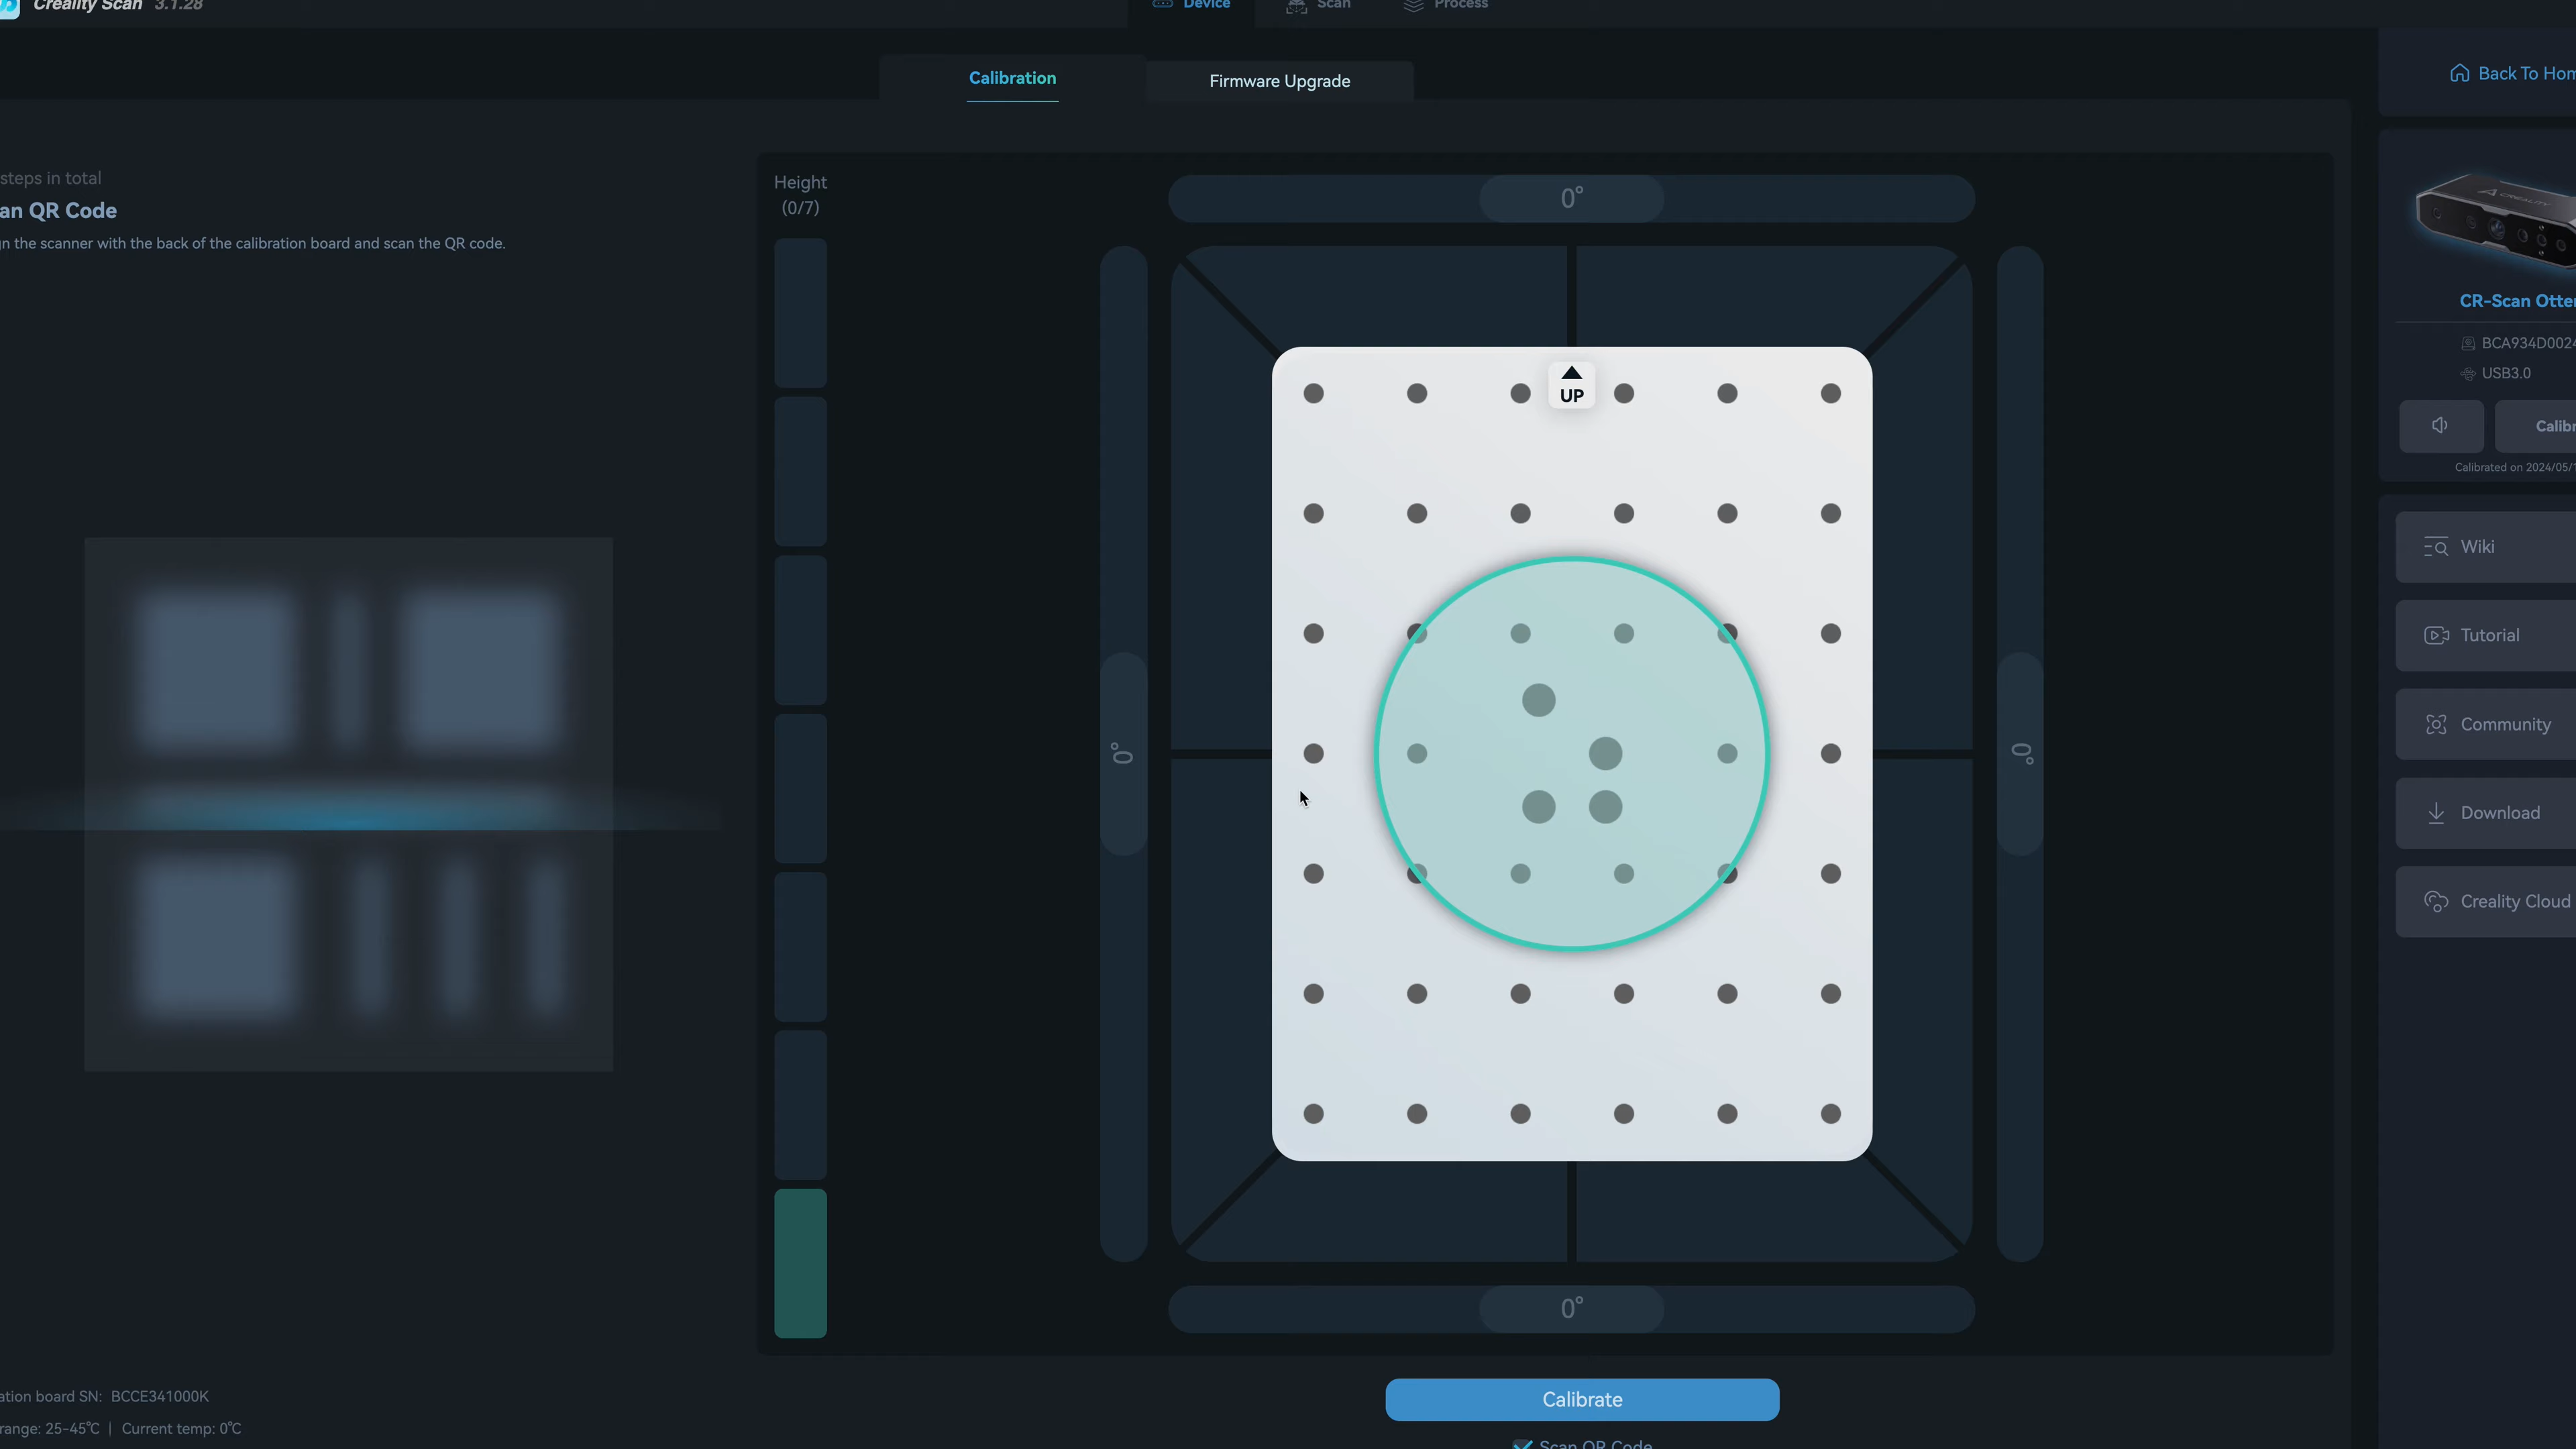 Creality Scan 3.1.28
Device
Scan
Process
Calibration
Firmware Upgrade
Back To Hom
steps in total
an QR Code
n the scanner with the back of the calibration board and scan the QR code.
Height
(0/7)
0°
UP
0°
0°
0°
CREALITY
CR-Scan Otter
BCA934D0024
USB3.0
Calibr
Calibrated on 2024/05/1
Wiki
Tutorial
Community
Download
Creality Cloud
ation board SN: BCCE341000K
range: 25-45℃ | Current temp: 0℃
Calibrate
Scan QR Code